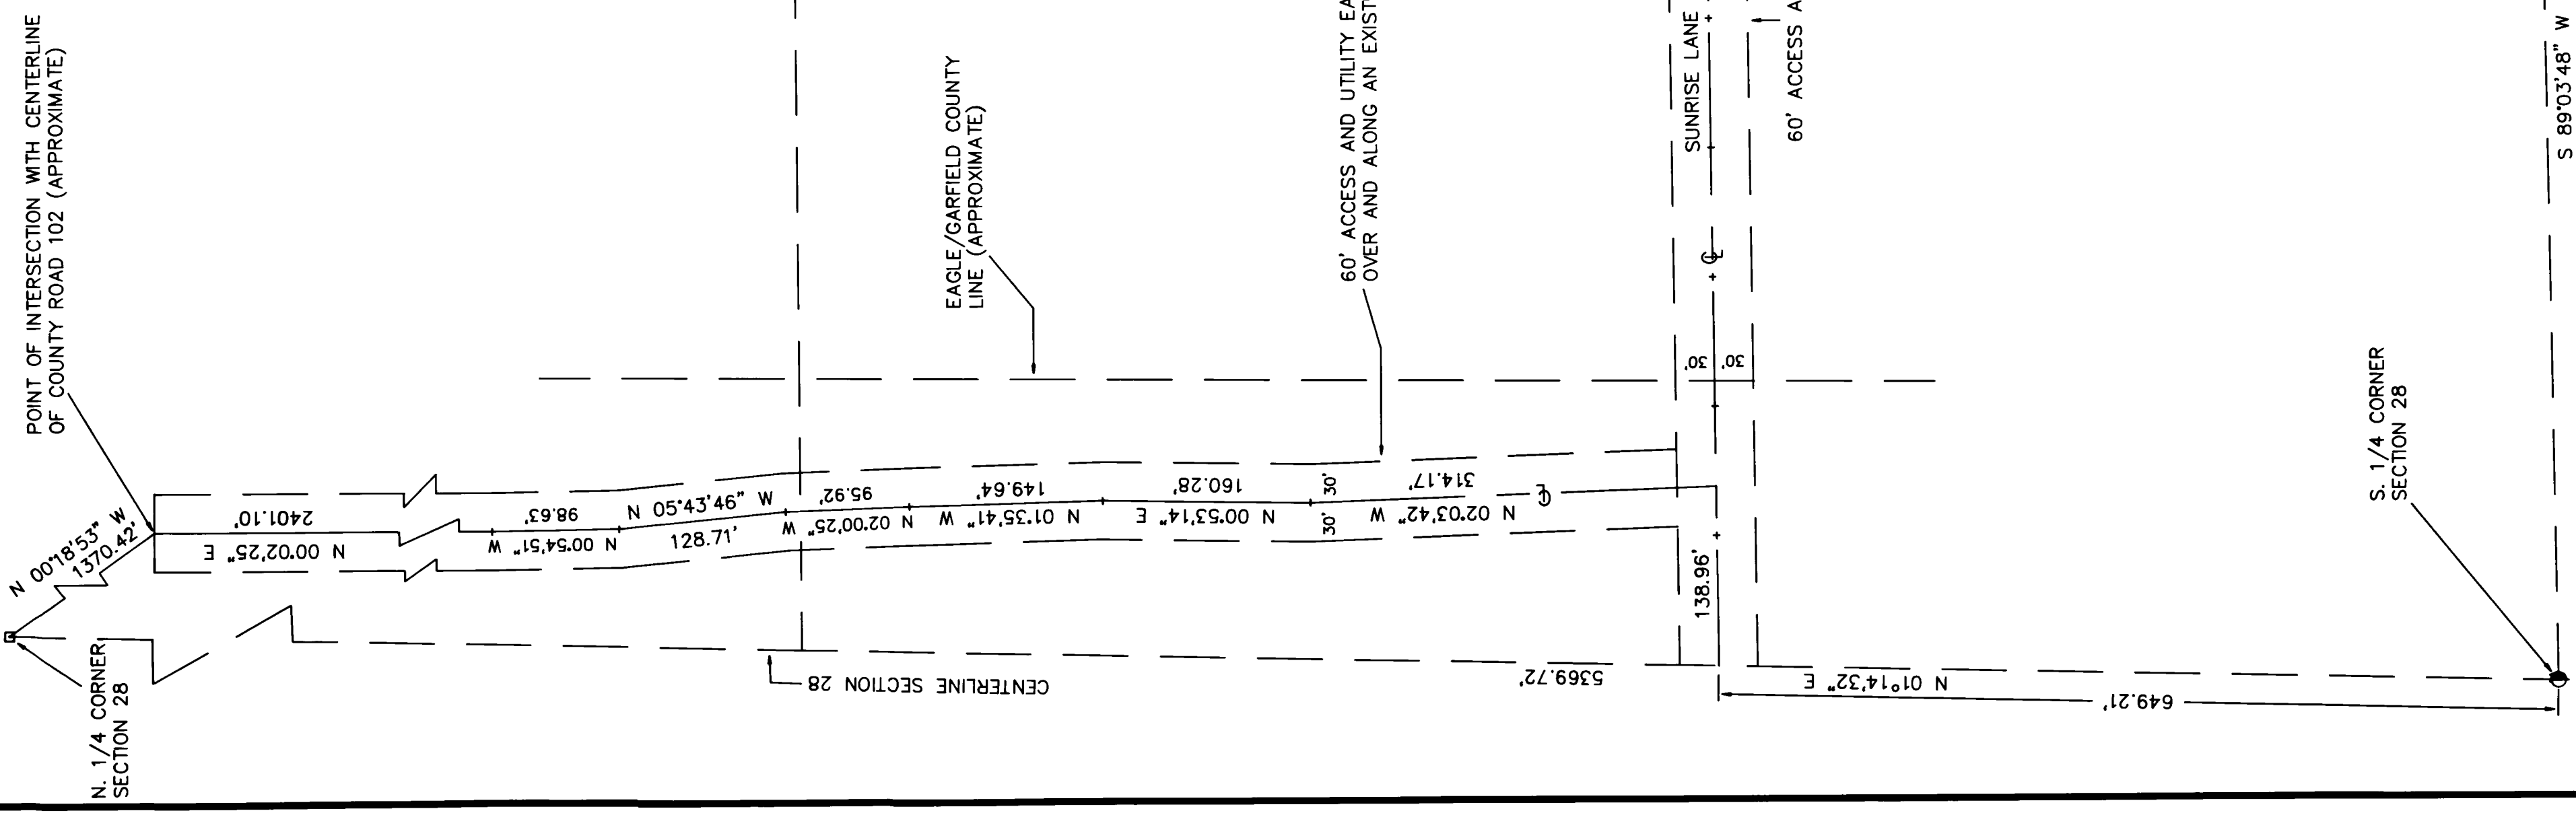 POINT OF INTERSECTION WITH CENTERLINE
OF COUNTY ROAD 102 (APPROXIMATE)
N 00°18'53" W
1370.42'
N. 1/4 CORNER
SECTION 28
2401.10'
N 00°02'25" E
98.63'
N 00°54'51" W
N 05°43'46" W
128.71'
95.92'
N 02°00'25" W
149.64'
N 01°35'41" W
160.28'
N 00°53'14" E
30'
30'
314.17'
N 02°03'42" W
EAGLE/GARFIELD COUNTY
LINE (APPROXIMATE)
60' ACCESS AND UTILITY EA
OVER AND ALONG AN EXIST
SUNRISE LANE
60' ACCESS A
30'
30'
138.96'
CENTERLINE SECTION 28
5369.72'
N 01°14'32" E
649.21'
S. 1/4 CORNER
SECTION 28
S 89°03'48" W